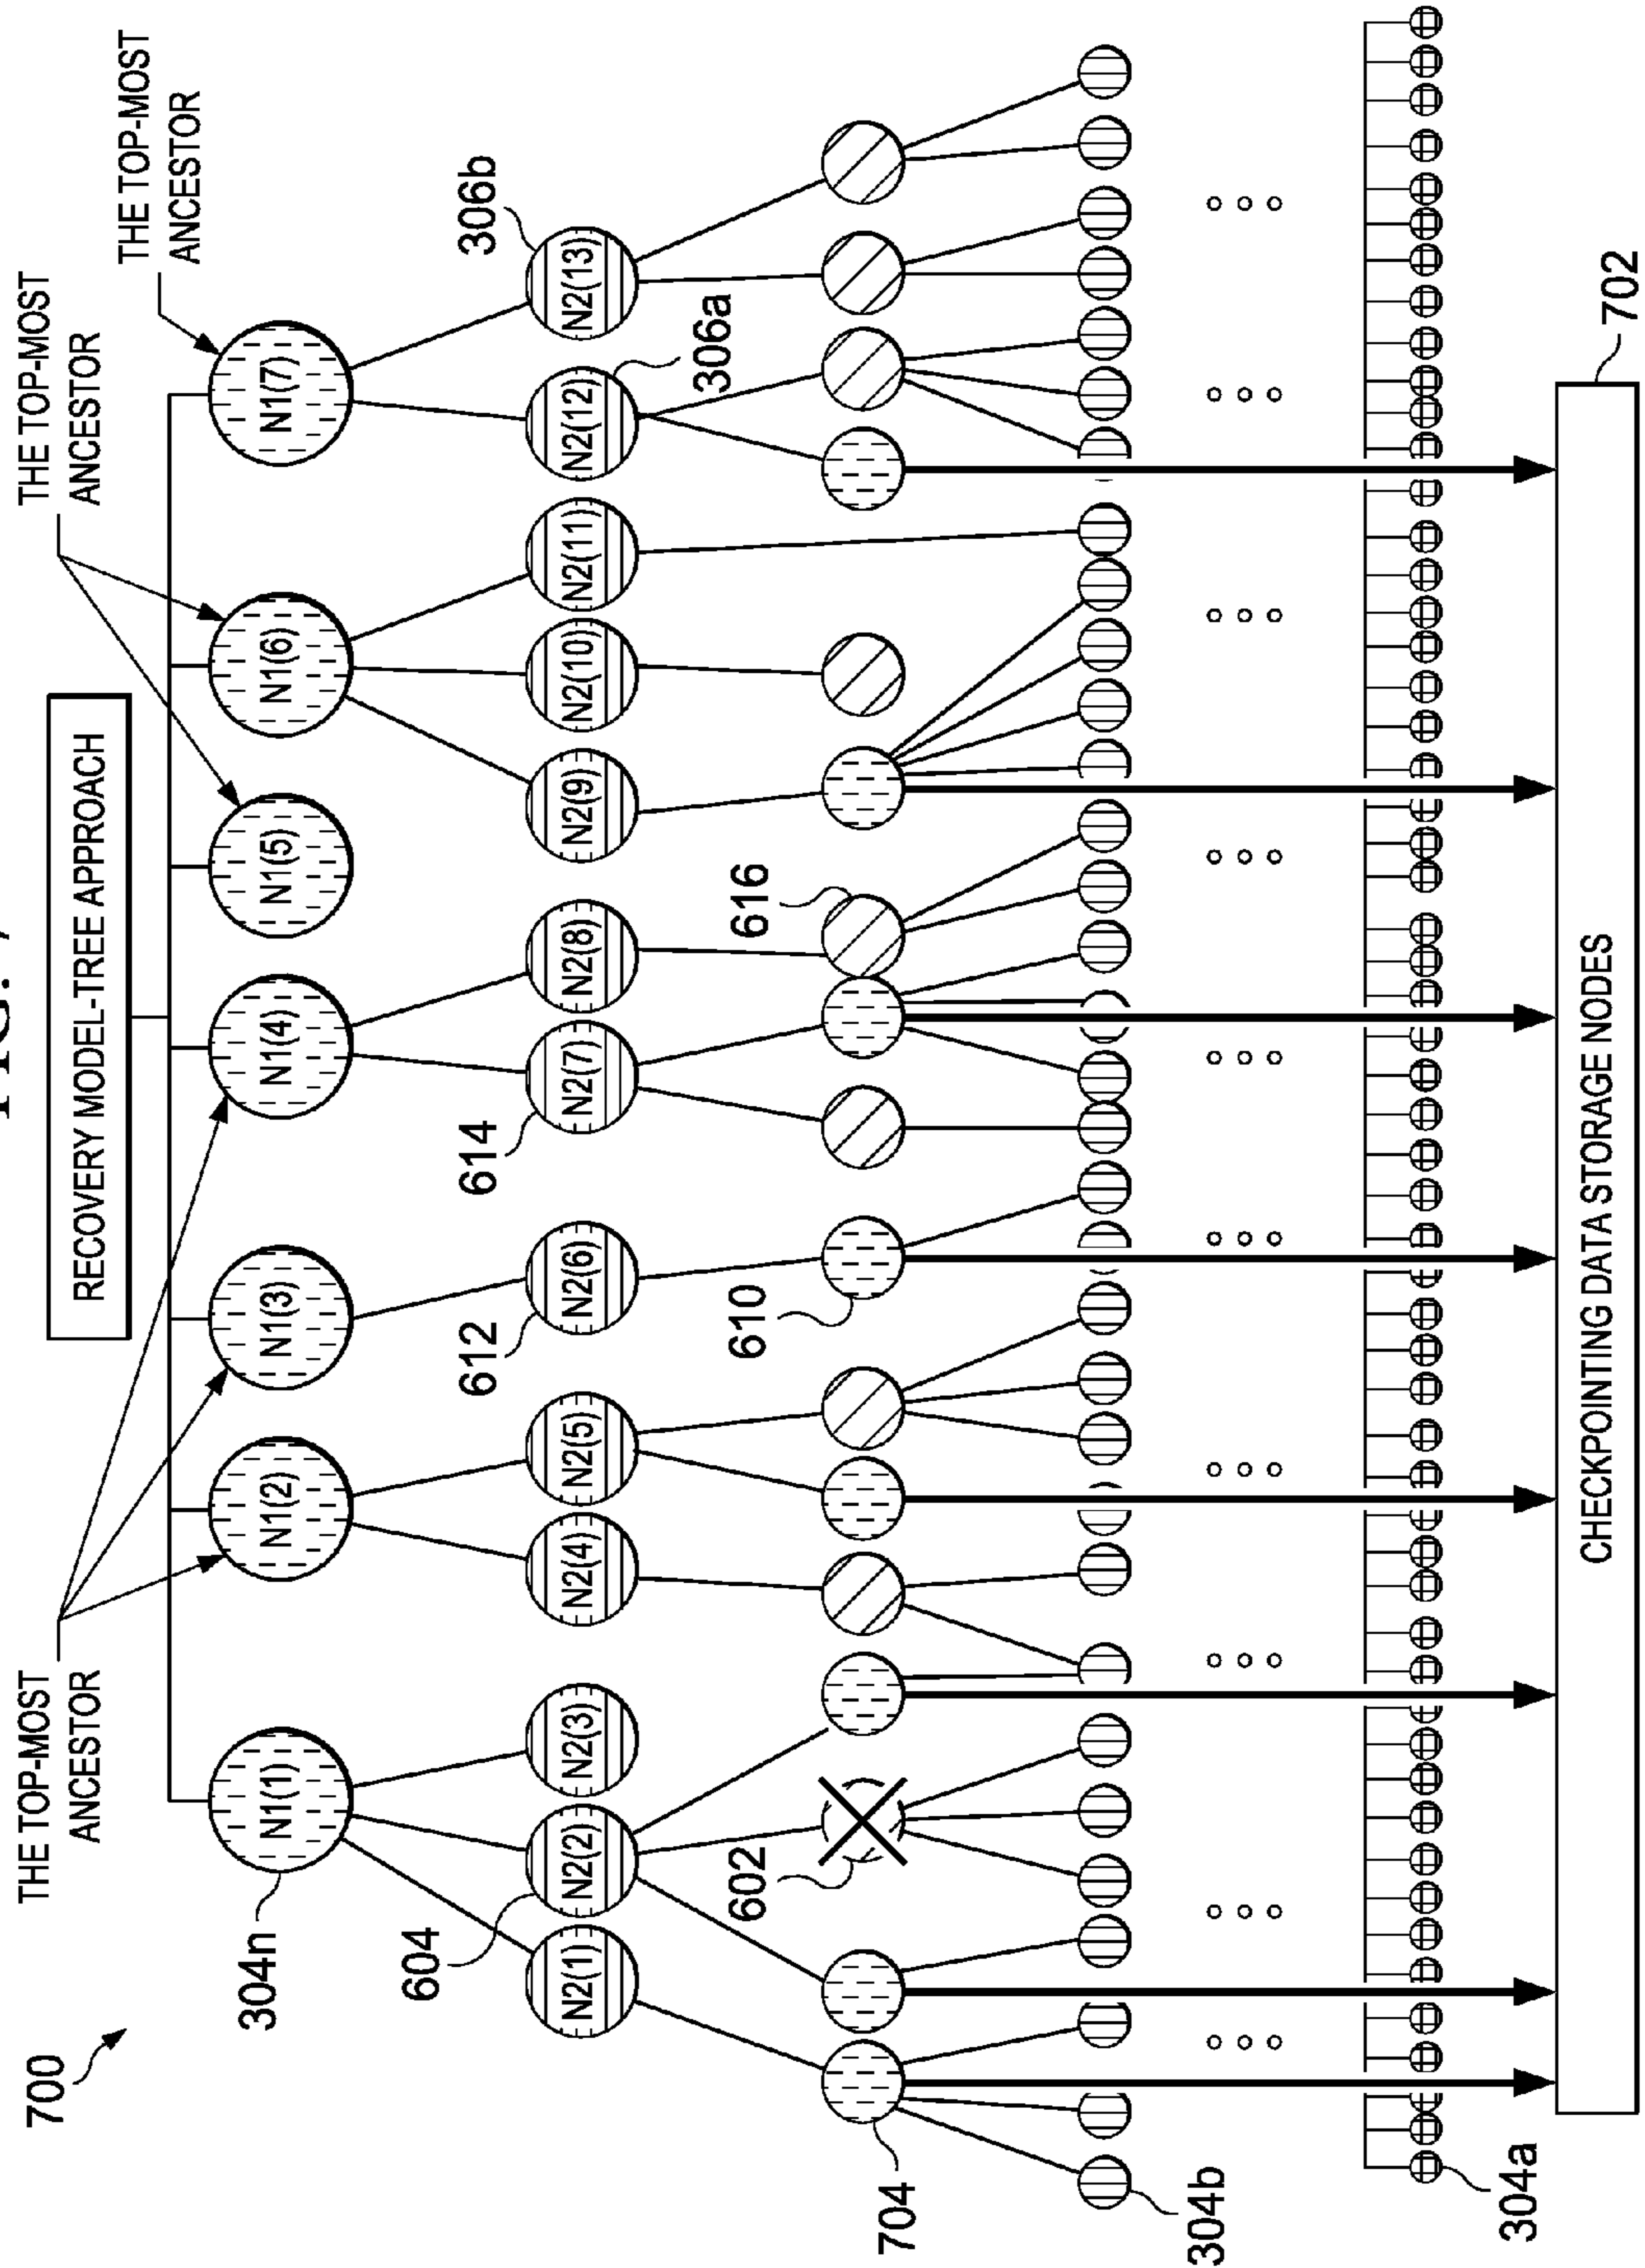 FIG. 7
700
RECOVERY MODEL-TREE APPROACH
THE TOP-MOST
ANCESTOR
THE TOP-MOST
ANCESTOR
THE TOP-MOST
ANCESTOR
304n
N1(1)
N1(2)
N1(3)
N1(4)
N1(5)
N1(6)
N1(7)
604
612
614
306b
N2(1)
N2(2)
N2(3)
N2(4)
N2(5)
N2(6)
N2(7)
N2(8)
N2(9)
N2(10)
N2(11)
N2(12)
N2(13)
306a
704
602
610
616
304b
304a
CHECKPOINTING DATA STORAGE NODES
702